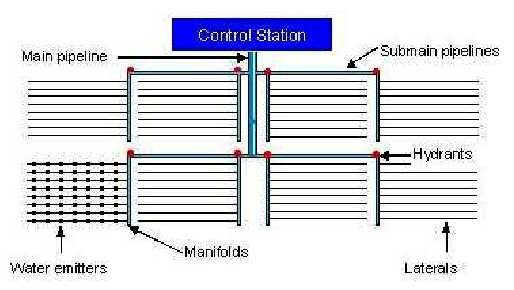 Control Station
Main pipeline
Submain pipelines
Hydrants
Manifolds
Water emitters
Laterals